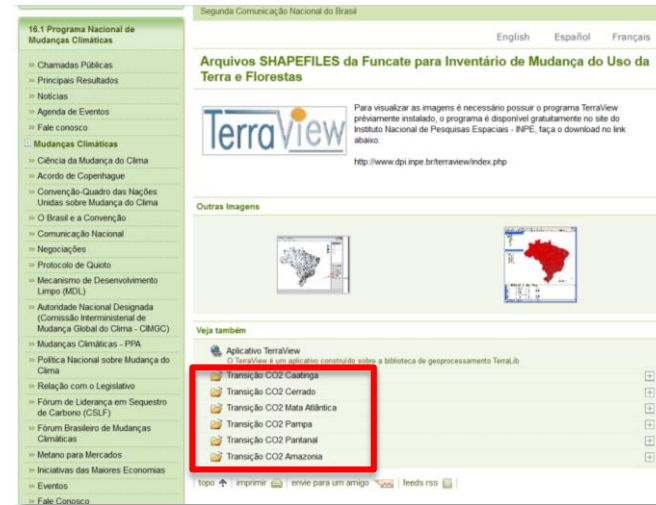 Segunda Comunicação Nacional do Brasil
16.1 Programa Nacional de
Mudanças Climáticas
Chamadas Públicas
Principais Resultados
Notícias
Agenda de Eventos
Fale conosco
Mudanças Climáticas
Ciência da Mudança do Clima
Acordo de Copenhague
Convenção-Quadro das Nações
Unidas sobre Mudança do Clima
O Brasil e a Convenção
Comunicação Nacional
Negociações
Protocolo de Quioto
Mecanismo de Desenvolvimento
Limpo (MDL)
Autoridade Nacional Designada
(Comissão Interministerial de
Mudança Global do Clima - CIMGC)
Mudanças Climáticas - PPA
Política Nacional sobre Mudança do
Clima
Relação com o Legislativo
Fórum de Liderança em Sequestro
de Carbono (CSLF)
Fórum Brasileiro de Mudanças
Climáticas
Metano para Mercados
Iniciativas das Maiores Economias
Eventos
Fale Conosco
English Español Français
Arquivos SHAPEFILES da Funcate para Inventário de Mudança do Uso da
Terra e Florestas
TerraView
Para visualizar as imagens é necessário possuir o programa TerraView
préviamente instalado, o programa é disponível gratuitamente no site do
Instituto Nacional de Pesquisas Espaciais - INPE, faça o download no link
abaixo:
http://www.dpi.inpe.br/terraview/index.php
Outras Imagens
Veja também
Aplicativo TerraView
O TerraView é um aplicativo construído sobre a biblioteca de geoprocessamento TerraLib
Transição CO2 Caatinga
Transição CO2 Cerrado
Transição CO2 Mata Atlântica
Transição CO2 Pampa
Transição CO2 Pantanal
Transição CO2 Amazonia
topo | imprimir | envie para um amigo | feeds rss